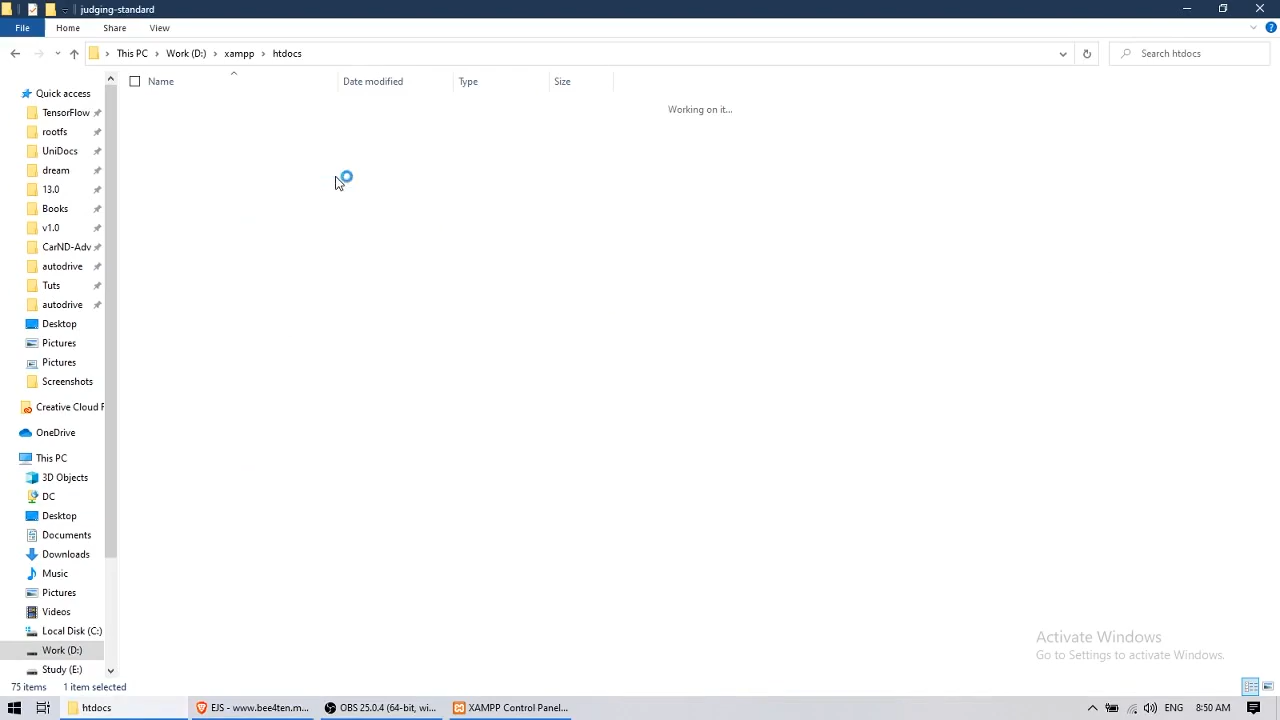 judging-standard
File Home Share View
This PC Work (D:) xampp htdocs Search htdocs
Name Date modified Type Size
Working on it...
Quick access
TensorFlow
rootfs
UniDocs
dream
13.0
Books
v1.0
CarND-Adv
autodrive
Tuts
autodrive
Desktop
Pictures
Pictures
Screenshots
Creative Cloud F
OneDrive
This PC
3D Objects
DC
Desktop
Documents
Downloads
Music
Pictures
Videos
Local Disk (C:)
Work (D:)
Study (E:)
Activate Windows
Go to Settings to activate Windows.
75 items 1 item selected
htdocs EJS - www.bee4ten.m... OBS 25.0.4 (64-bit, wi... XAMPP Control Panel... ENG 8:50 AM